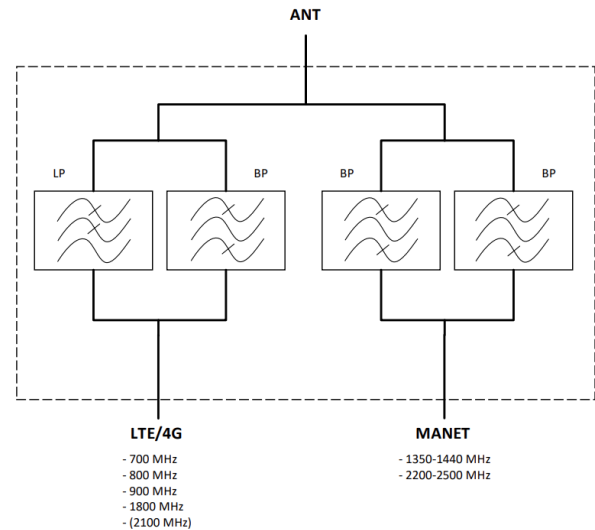 ANT
LP
BP
BP
BP
LTE/4G
- 700 MHz
- 800 MHz
- 900 MHz
- 1800 MHz
- (2100 MHz)
MANET
- 1350-1440 MHz
- 2200-2500 MHz